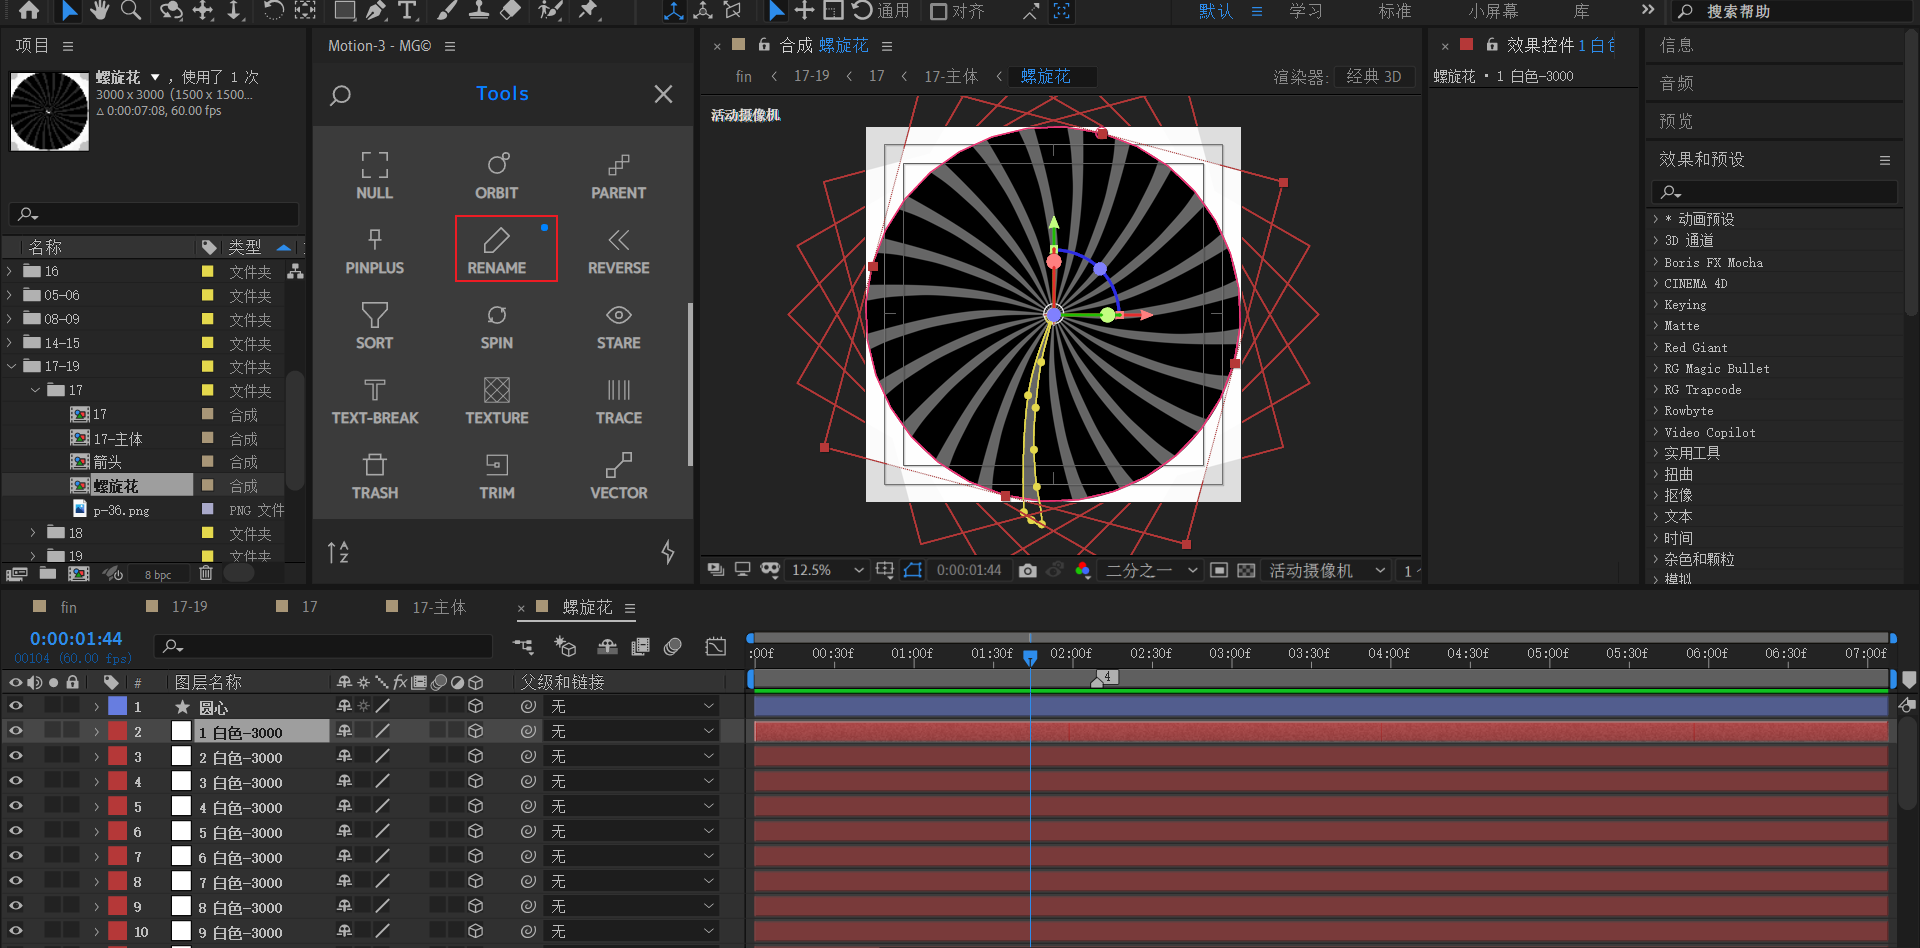 通用
对齐
默认
学习
标准
小屏幕
库
搜索帮助
项目
螺旋花 ▼ ，使用了 1 次
3000 x 3000 (1500 x 1500...
△ 0:00:07:08, 60.00 fps
名称
类型
16
文件夹
05-06
文件夹
08-09
文件夹
14-15
文件夹
17-19
文件夹
17
文件夹
17
合成
17-主体
合成
箭头
合成
螺旋花
合成
p-36.png
PNG 文件
18
文件夹
19
文件夹
8 bpc
Motion-3 - MG©
Tools
NULL
ORBIT
PARENT
PINPLUS
RENAME
REVERSE
SORT
SPIN
STARE
TEXT-BREAK
TEXTURE
TRACE
TRASH
TRIM
VECTOR
A
Z
× 合成 螺旋花
fin ‹ 17-19 ‹ 17 ‹ 17-主体 ‹ 螺旋花
渲染器:
经典 3D
活动摄像机
12.5%
0:00:01:44
二分之一
活动摄像机
1
× 效果控件 1 白色
螺旋花 · 1 白色-3000
信息
音频
预览
效果和预设
* 动画预设
3D 通道
Boris FX Mocha
CINEMA 4D
Keying
Matte
Red Giant
RG Magic Bullet
RG Trapcode
Rowbyte
Video Copilot
实用工具
扭曲
抠像
文本
时间
杂色和颗粒
模拟
fin
17-19
17
17-主体
× 螺旋花
0:00:01:44
00104 (60.00 fps)
:00f
00:30f
01:00f
01:30f
02:00f
02:30f
03:00f
03:30f
04:00f
04:30f
05:00f
05:30f
06:00f
06:30f
07:00f
4
#
图层名称
fx
父级和链接
1 圆心 无
2 1 白色-3000 无
3 2 白色-3000 无
4 3 白色-3000 无
5 4 白色-3000 无
6 5 白色-3000 无
7 6 白色-3000 无
8 7 白色-3000 无
9 8 白色-3000 无
10 9 白色-3000 无